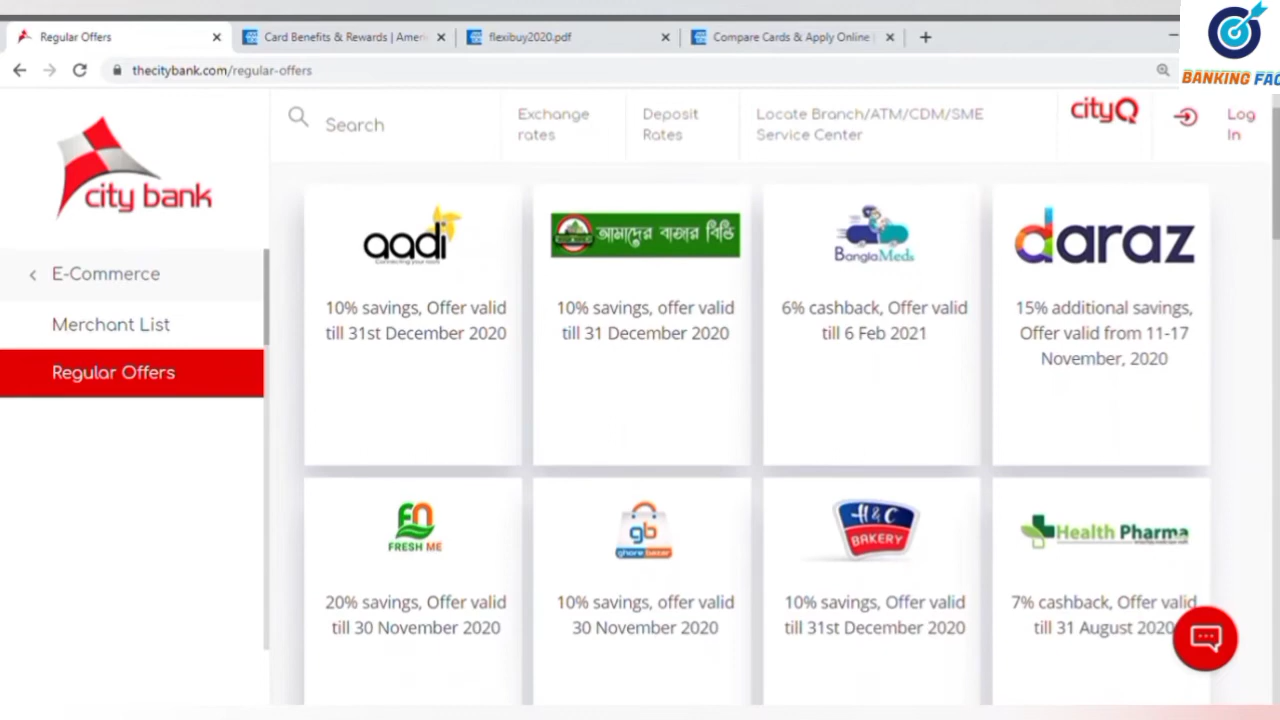 Regular Offers
Card Benefits & Rewards | Amer
flexibuy2020.pdf
Compare Cards & Apply Online |
BANKING FAC
thecitybank.com/regular-offers
city bank
Search
Exchange
rates
Deposit
Rates
Locate Branch/ATM/CDM/SME
Service Center
cityQ
Log
In
E-Commerce
Merchant List
Regular Offers
aadi
10% savings, Offer valid
till 31st December 2020
আমাদের বাজার বিডি
10% savings, offer valid
till 31 December 2020
BanglaMeds
6% cashback, Offer valid
till 6 Feb 2021
daraz
15% additional savings,
Offer valid from 11-17
November, 2020
FRESH ME
20% savings, Offer valid
till 30 November 2020
gb
ghore bazar
10% savings, offer valid
30 November 2020
H&C
BAKERY
10% savings, Offer valid
till 31st December 2020
Health Pharma
7% cashback, Offer valid
till 31 August 2020